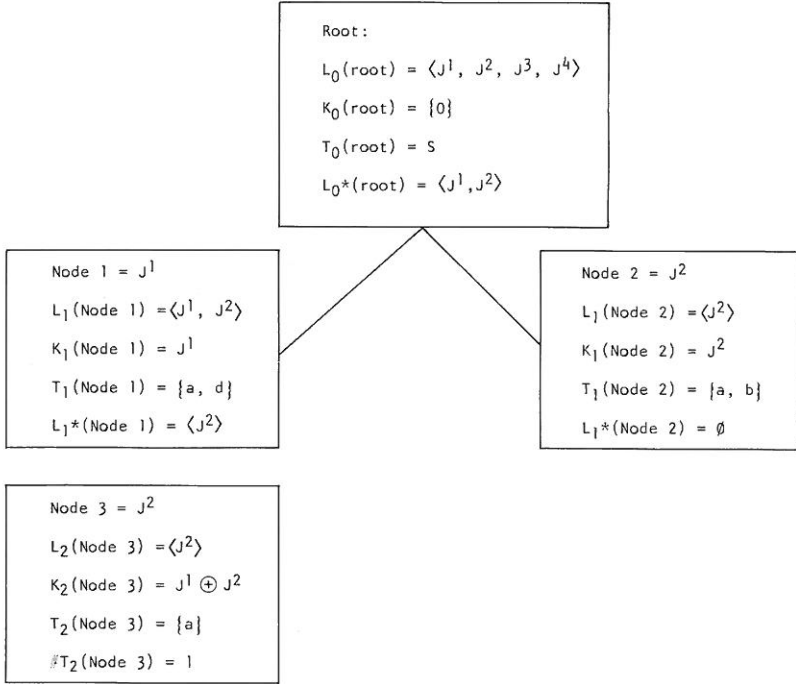 Root:
L₀(root) = ⟨J¹, J², J³, J⁴⟩
K₀(root) = {0}
T₀(root) = S
L₀*(root) = ⟨J¹,J²⟩
Node 1 = J¹
L₁(Node 1) =⟨J¹, J²⟩
K₁(Node 1) = J¹
T₁(Node 1) = {a, d}
L₁*(Node 1) = ⟨J²⟩
Node 2 = J²
L₁(Node 2) =⟨J²⟩
K₁(Node 2) = J²
T₁(Node 2) = {a, b}
L₁*(Node 2) = ∅
Node 3 = J²
L₂(Node 3) =⟨J²⟩
K₂(Node 3) = J¹ ⊕ J²
T₂(Node 3) = {a}
#T₂(Node 3) = 1